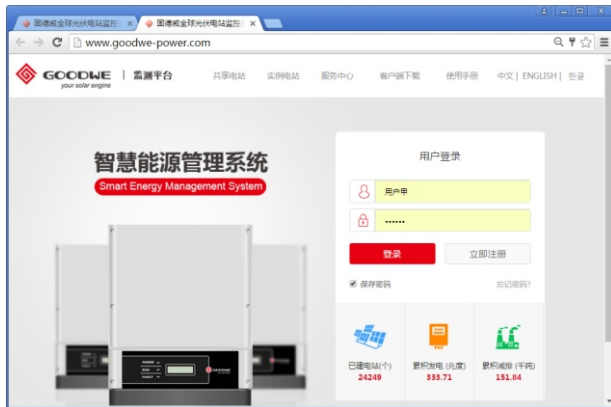 固德威全球光伏电站监控
固德威全球光伏电站监控
www.goodwe-power.com
GOODWE
your solar engine
监测平台
共享电站 实例电站 服务中心 客户端下载 使用手册 中文 | ENGLISH | 한글
智慧能源管理系统
Smart Energy Management System
用户登录
用户甲
••••••
登录 立即注册
保存密码 忘记密码?
已建电站(个) 累积发电 (兆度) 累积减排 (千吨)
24249 333.71 151.84